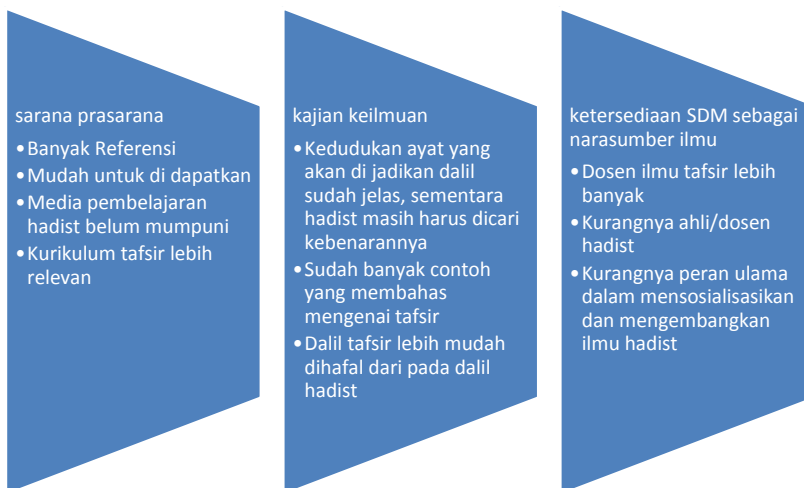 sarana prasarana
•Banyak Referensi
•Mudah untuk di dapatkan
•Media pembelajaran
hadist belum mumpuni
•Kurikulum tafsir lebih
relevan
kajian keilmuan
•Kedudukan ayat yang
akan di jadikan dalil
sudah jelas, sementara
hadist masih harus dicari
kebenarannya
•Sudah banyak contoh
yang membahas
mengenai tafsir
•Dalil tafsir lebih mudah
dihafal dari pada dalil
hadist
ketersediaan SDM sebagai
narasumber ilmu
•Dosen ilmu tafsir lebih
banyak
•Kurangnya ahli/dosen
hadist
•Kurangnya peran ulama
dalam mensosialisasikan
dan mengembangkan
ilmu hadist